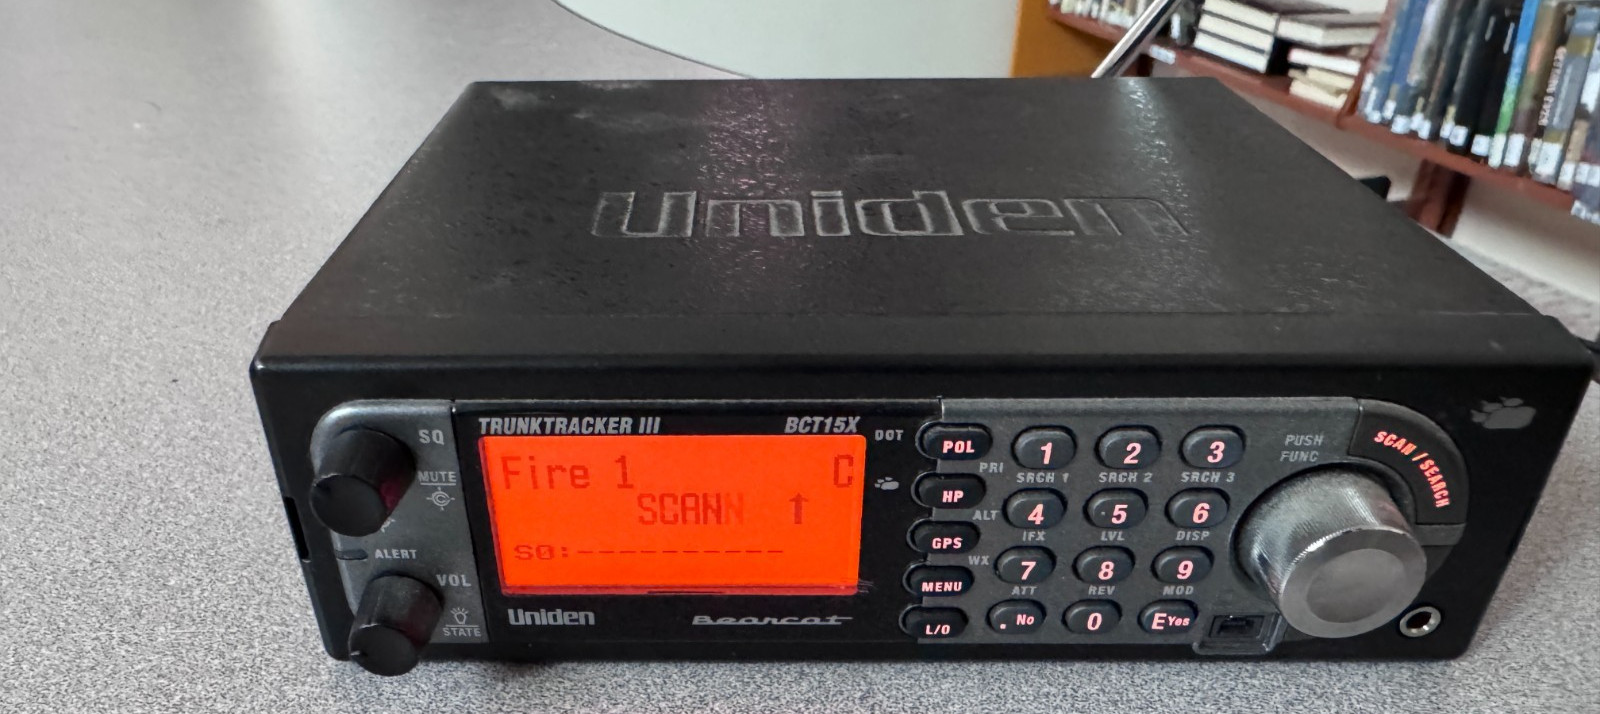 Uniden
TRUNKTRACKER III BCT15X
Fire 1 C
SCAN
S0:----------
Uniden Bearcat
SQ
MUTE
ALERT
VOL
STATE
DOT POL
PRI
HP
ALT
GPS
WX
MENU
L/O
1 2 3
SRCH 1 SRCH 2 SRCH 3
4 5 6
IFX LVL DISP
7 8 9
ATT REV MOD
. No 0 E Yes
PUSH
FUNC
SCAN / SEARCH